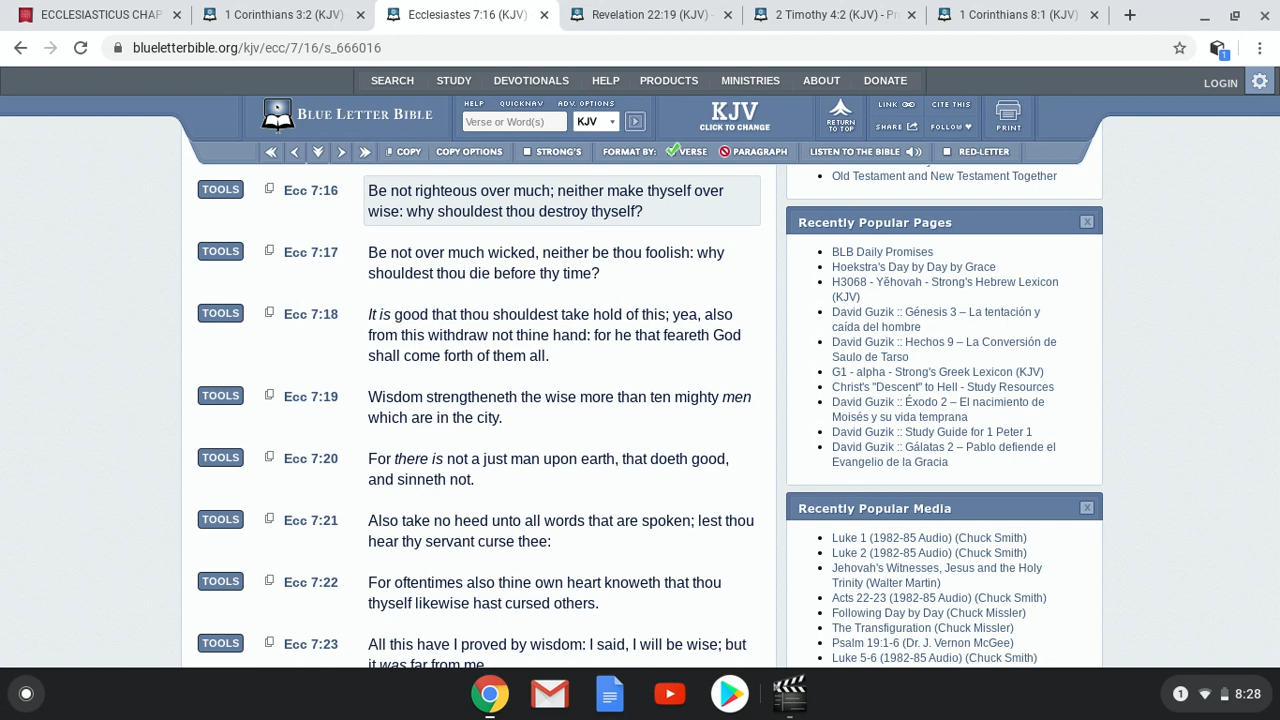 ECCLESIASTICUS CHAP
1 Corinthians 3:2 (KJV)
Ecclesiastes 7:16 (KJV)
Revelation 22:19 (KJV) -
2 Timothy 4:2 (KJV) - Pr
1 Corinthians 8:1 (KJV)
blueletterbible.org/kjv/ecc/7/16/s_666016
1
SEARCH STUDY DEVOTIONALS HELP PRODUCTS MINISTRIES ABOUT DONATE
LOGIN
BLUE LETTER BIBLE
HELP QUICKNAV ADV. OPTIONS
Verse or Word(s) KJV
KJV
CLICK TO CHANGE
RETURN
TO TOP
LINK CITE THIS
SHARE FOLLOW
PRINT
COPY COPY OPTIONS STRONG'S FORMAT BY: VERSE PARAGRAPH LISTEN TO THE BIBLE RED-LETTER
TOOLS Ecc 7:16 Be not righteous over much; neither make thyself over
wise: why shouldest thou destroy thyself?
TOOLS Ecc 7:17 Be not over much wicked, neither be thou foolish: why
shouldest thou die before thy time?
TOOLS Ecc 7:18 It is good that thou shouldest take hold of this; yea, also
from this withdraw not thine hand: for he that feareth God
shall come forth of them all.
TOOLS Ecc 7:19 Wisdom strengtheneth the wise more than ten mighty men
which are in the city.
TOOLS Ecc 7:20 For there is not a just man upon earth, that doeth good,
and sinneth not.
TOOLS Ecc 7:21 Also take no heed unto all words that are spoken; lest thou
hear thy servant curse thee:
TOOLS Ecc 7:22 For oftentimes also thine own heart knoweth that thou
thyself likewise hast cursed others.
TOOLS Ecc 7:23 All this have I proved by wisdom: I said, I will be wise; but
it was far from me.
Old Testament and New Testament Together
Recently Popular Pages
BLB Daily Promises
Hoekstra's Day by Day by Grace
H3068 - Yĕhovah - Strong's Hebrew Lexicon
(KJV)
David Guzik :: Génesis 3 – La tentación y
caída del hombre
David Guzik :: Hechos 9 – La Conversión de
Saulo de Tarso
G1 - alpha - Strong's Greek Lexicon (KJV)
Christ's "Descent" to Hell - Study Resources
David Guzik :: Éxodo 2 – El nacimiento de
Moisés y su vida temprana
David Guzik :: Study Guide for 1 Peter 1
David Guzik :: Gálatas 2 – Pablo defiende el
Evangelio de la Gracia
Recently Popular Media
Luke 1 (1982-85 Audio) (Chuck Smith)
Luke 2 (1982-85 Audio) (Chuck Smith)
Jehovah's Witnesses, Jesus and the Holy
Trinity (Walter Martin)
Acts 22-23 (1982-85 Audio) (Chuck Smith)
Following Day by Day (Chuck Missler)
The Transfiguration (Chuck Missler)
Psalm 19:1-6 (Dr. J. Vernon McGee)
Luke 5-6 (1982-85 Audio) (Chuck Smith)
1 8:28